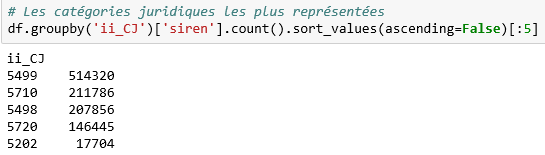 # Les catégories juridiques les plus représentées
df.groupby('ii_CJ')['siren'].count().sort_values(ascending=False)[:5]
ii_CJ
5499    514320
5710    211786
5498    207856
5720    146445
5202     17704